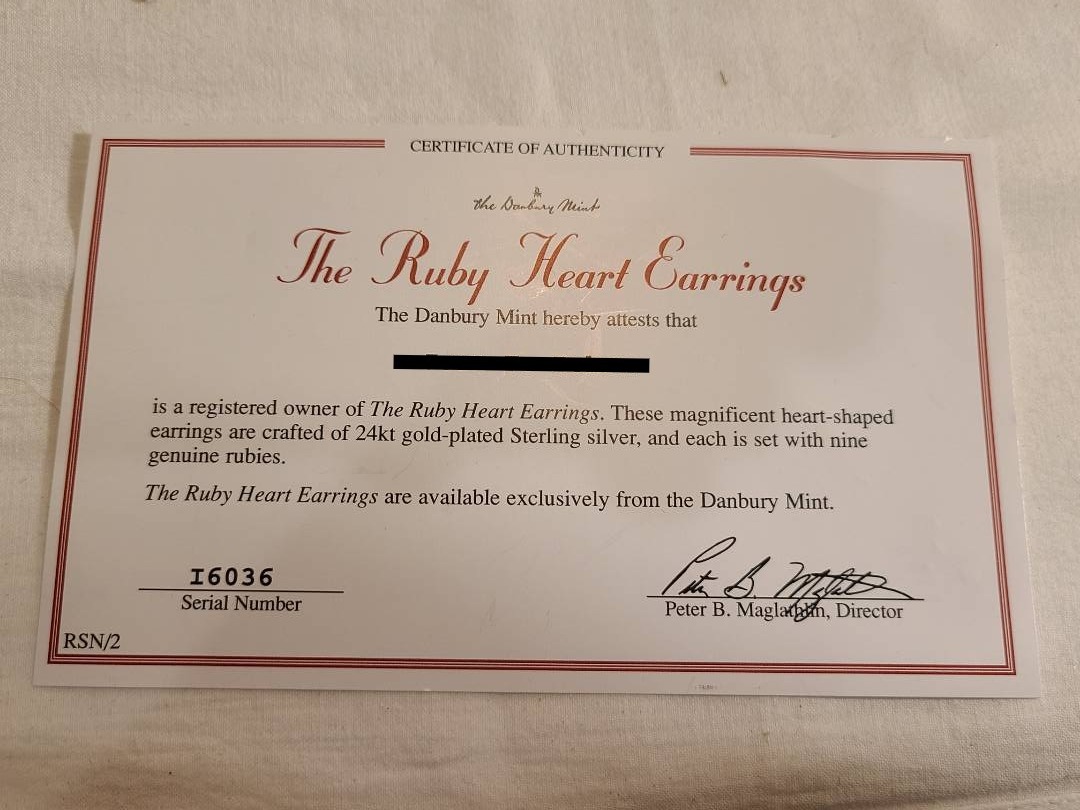 CERTIFICATE OF AUTHENTICITY
the Danbury Mint
The Ruby Heart Earrings
The Danbury Mint hereby attests that
is a registered owner of The Ruby Heart Earrings. These magnificent heart-shaped
earrings are crafted of 24kt gold-plated Sterling silver, and each is set with nine
genuine rubies.
The Ruby Heart Earrings are available exclusively from the Danbury Mint.
I6036
Serial Number
Peter B. Maglathlin, Director
RSN/2